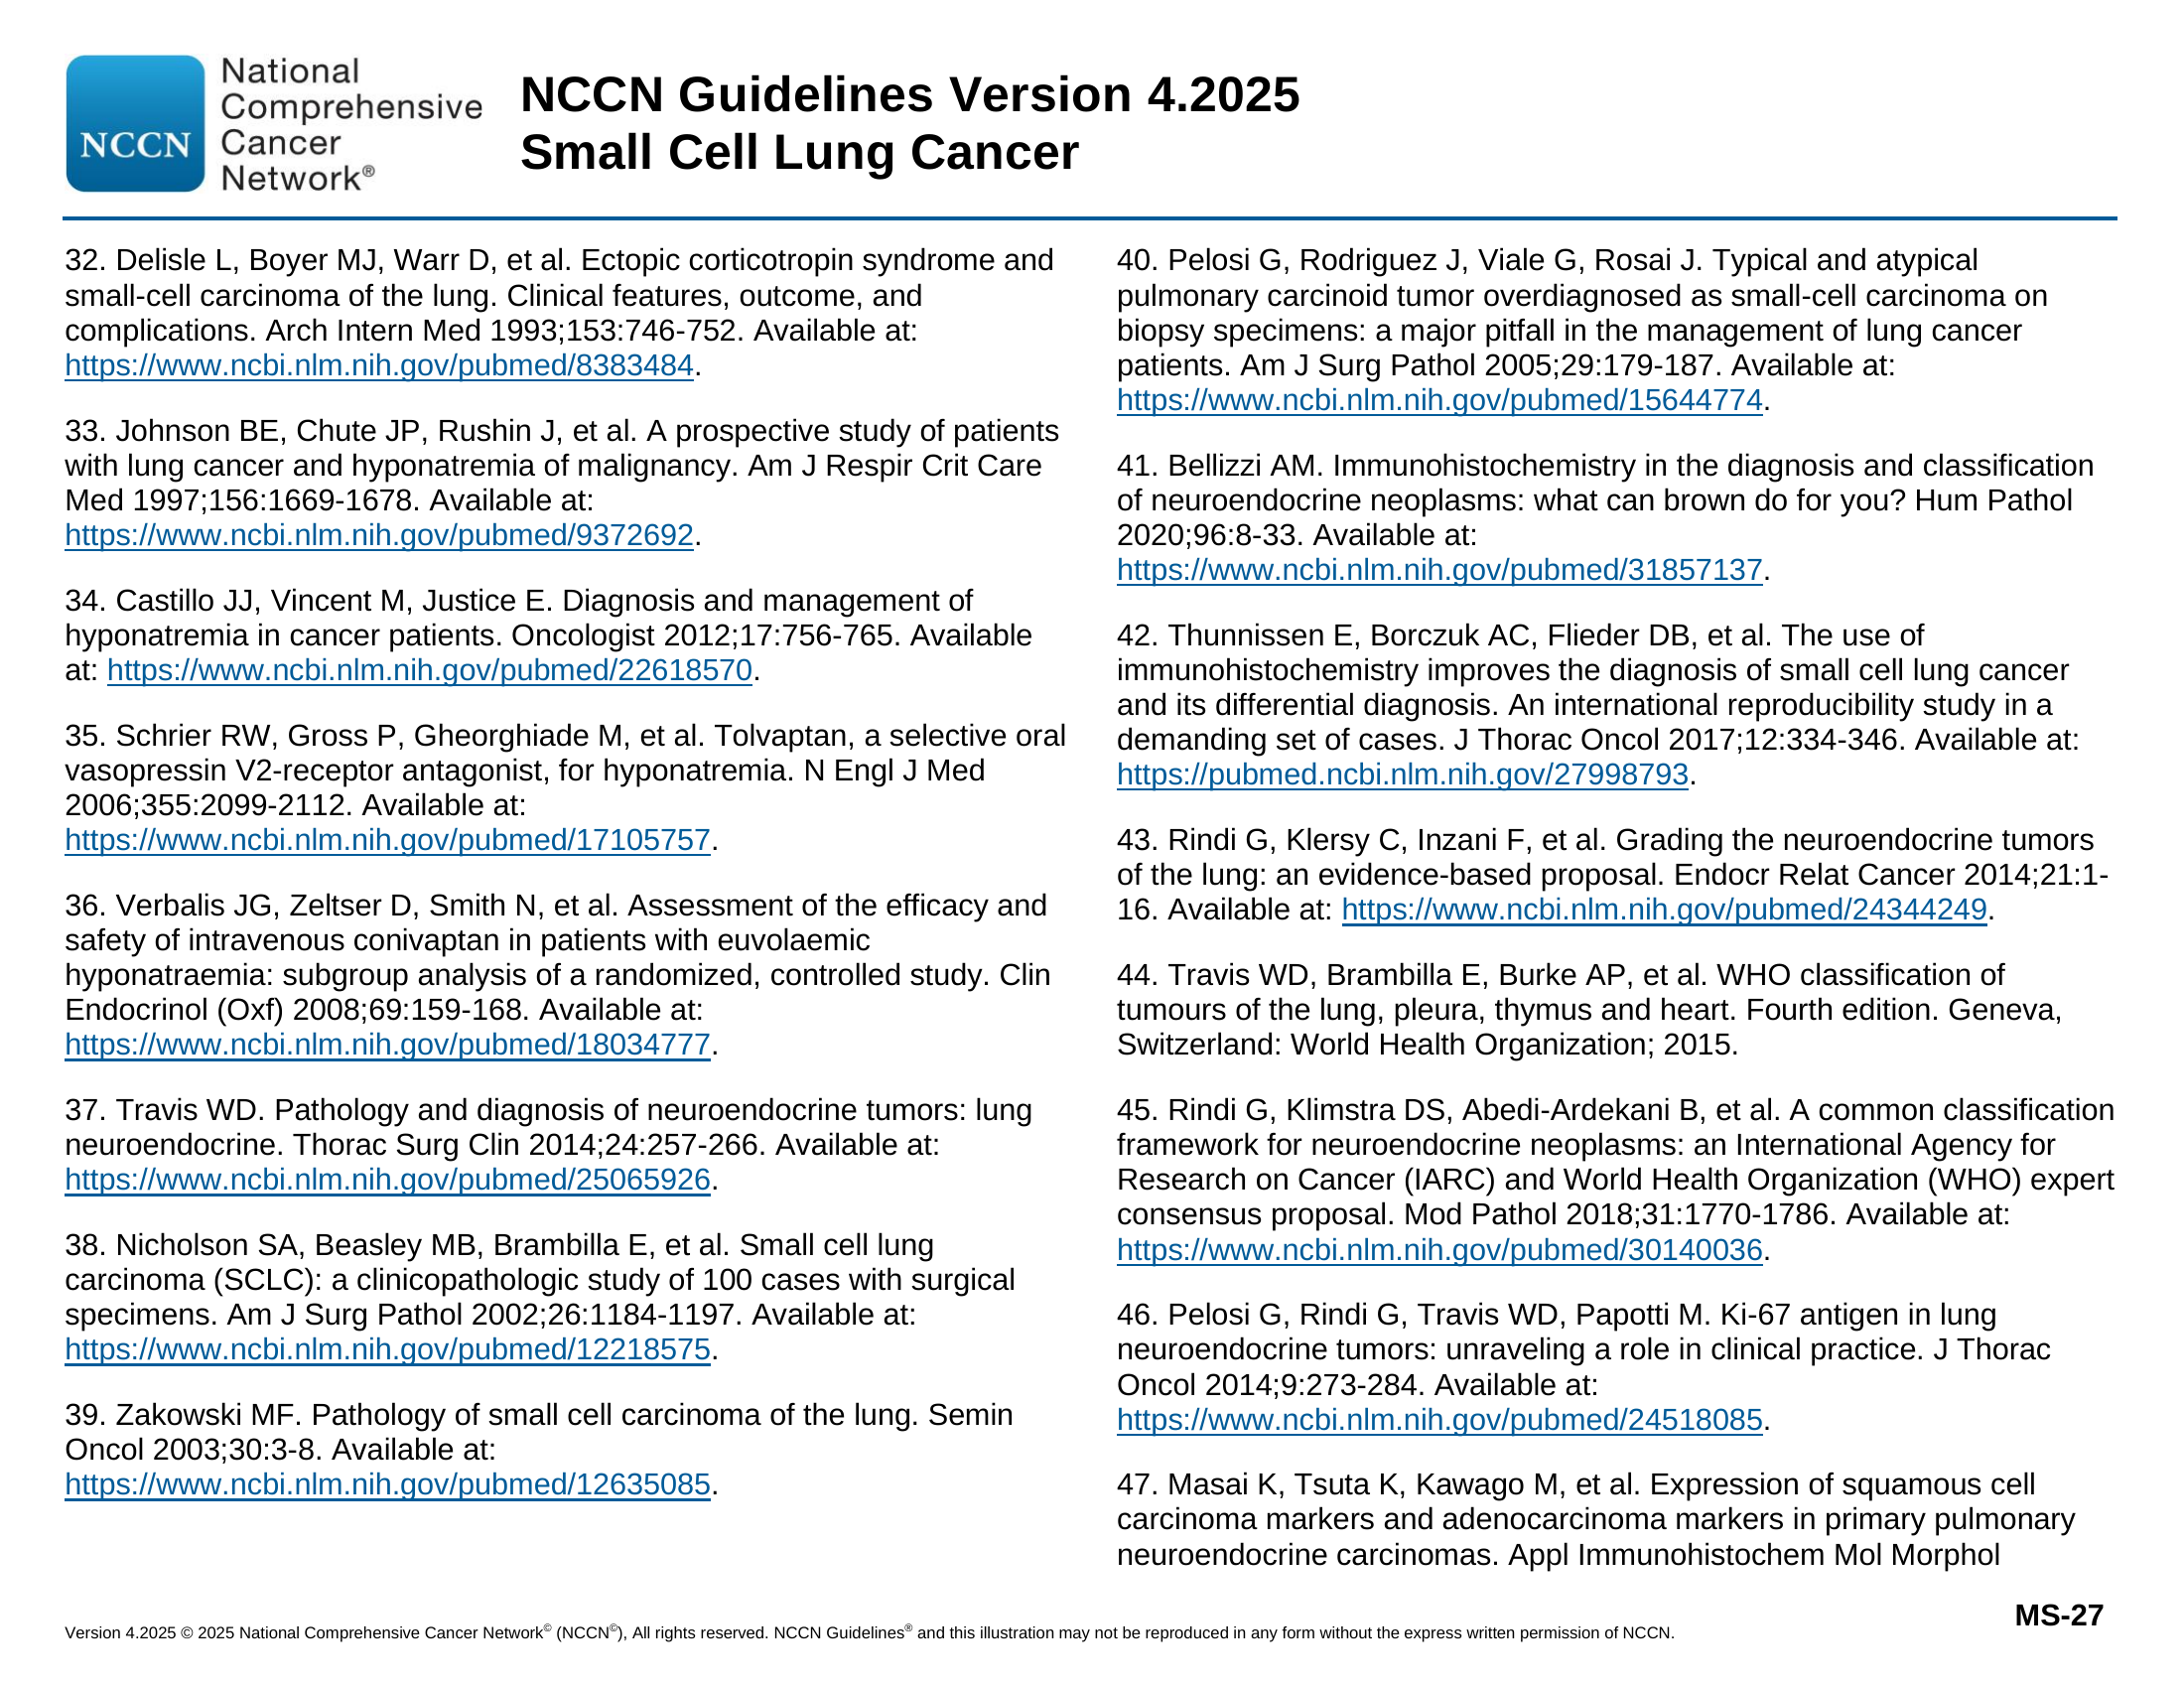 National
Comprehensive
Cancer
Network®
NCCN
NCCN Guidelines Version 4.2025
Small Cell Lung Cancer
32. Delisle L, Boyer MJ, Warr D, et al. Ectopic corticotropin syndrome and
small-cell carcinoma of the lung. Clinical features, outcome, and
complications. Arch Intern Med 1993;153:746-752. Available at:
https://www.ncbi.nlm.nih.gov/pubmed/8383484.
33. Johnson BE, Chute JP, Rushin J, et al. A prospective study of patients
with lung cancer and hyponatremia of malignancy. Am J Respir Crit Care
Med 1997;156:1669-1678. Available at:
https://www.ncbi.nlm.nih.gov/pubmed/9372692.
34. Castillo JJ, Vincent M, Justice E. Diagnosis and management of
hyponatremia in cancer patients. Oncologist 2012;17:756-765. Available
at: https://www.ncbi.nlm.nih.gov/pubmed/22618570.
35. Schrier RW, Gross P, Gheorghiade M, et al. Tolvaptan, a selective oral
vasopressin V2-receptor antagonist, for hyponatremia. N Engl J Med
2006;355:2099-2112. Available at:
https://www.ncbi.nlm.nih.gov/pubmed/17105757.
36. Verbalis JG, Zeltser D, Smith N, et al. Assessment of the efficacy and
safety of intravenous conivaptan in patients with euvolaemic
hyponatraemia: subgroup analysis of a randomized, controlled study. Clin
Endocrinol (Oxf) 2008;69:159-168. Available at:
https://www.ncbi.nlm.nih.gov/pubmed/18034777.
37. Travis WD. Pathology and diagnosis of neuroendocrine tumors: lung
neuroendocrine. Thorac Surg Clin 2014;24:257-266. Available at:
https://www.ncbi.nlm.nih.gov/pubmed/25065926.
38. Nicholson SA, Beasley MB, Brambilla E, et al. Small cell lung
carcinoma (SCLC): a clinicopathologic study of 100 cases with surgical
specimens. Am J Surg Pathol 2002;26:1184-1197. Available at:
https://www.ncbi.nlm.nih.gov/pubmed/12218575.
39. Zakowski MF. Pathology of small cell carcinoma of the lung. Semin
Oncol 2003;30:3-8. Available at:
https://www.ncbi.nlm.nih.gov/pubmed/12635085.
40. Pelosi G, Rodriguez J, Viale G, Rosai J. Typical and atypical
pulmonary carcinoid tumor overdiagnosed as small-cell carcinoma on
biopsy specimens: a major pitfall in the management of lung cancer
patients. Am J Surg Pathol 2005;29:179-187. Available at:
https://www.ncbi.nlm.nih.gov/pubmed/15644774.
41. Bellizzi AM. Immunohistochemistry in the diagnosis and classification
of neuroendocrine neoplasms: what can brown do for you? Hum Pathol
2020;96:8-33. Available at:
https://www.ncbi.nlm.nih.gov/pubmed/31857137.
42. Thunnissen E, Borczuk AC, Flieder DB, et al. The use of
immunohistochemistry improves the diagnosis of small cell lung cancer
and its differential diagnosis. An international reproducibility study in a
demanding set of cases. J Thorac Oncol 2017;12:334-346. Available at:
https://pubmed.ncbi.nlm.nih.gov/27998793.
43. Rindi G, Klersy C, Inzani F, et al. Grading the neuroendocrine tumors
of the lung: an evidence-based proposal. Endocr Relat Cancer 2014;21:1-
16. Available at: https://www.ncbi.nlm.nih.gov/pubmed/24344249.
44. Travis WD, Brambilla E, Burke AP, et al. WHO classification of
tumours of the lung, pleura, thymus and heart. Fourth edition. Geneva,
Switzerland: World Health Organization; 2015.
45. Rindi G, Klimstra DS, Abedi-Ardekani B, et al. A common classification
framework for neuroendocrine neoplasms: an International Agency for
Research on Cancer (IARC) and World Health Organization (WHO) expert
consensus proposal. Mod Pathol 2018;31:1770-1786. Available at:
https://www.ncbi.nlm.nih.gov/pubmed/30140036.
46. Pelosi G, Rindi G, Travis WD, Papotti M. Ki-67 antigen in lung
neuroendocrine tumors: unraveling a role in clinical practice. J Thorac
Oncol 2014;9:273-284. Available at:
https://www.ncbi.nlm.nih.gov/pubmed/24518085.
47. Masai K, Tsuta K, Kawago M, et al. Expression of squamous cell
carcinoma markers and adenocarcinoma markers in primary pulmonary
neuroendocrine carcinomas. Appl Immunohistochem Mol Morphol
MS-27
Version 4.2025 © 2025 National Comprehensive Cancer Network© (NCCN©), All rights reserved. NCCN Guidelines® and this illustration may not be reproduced in any form without the express written permission of NCCN.